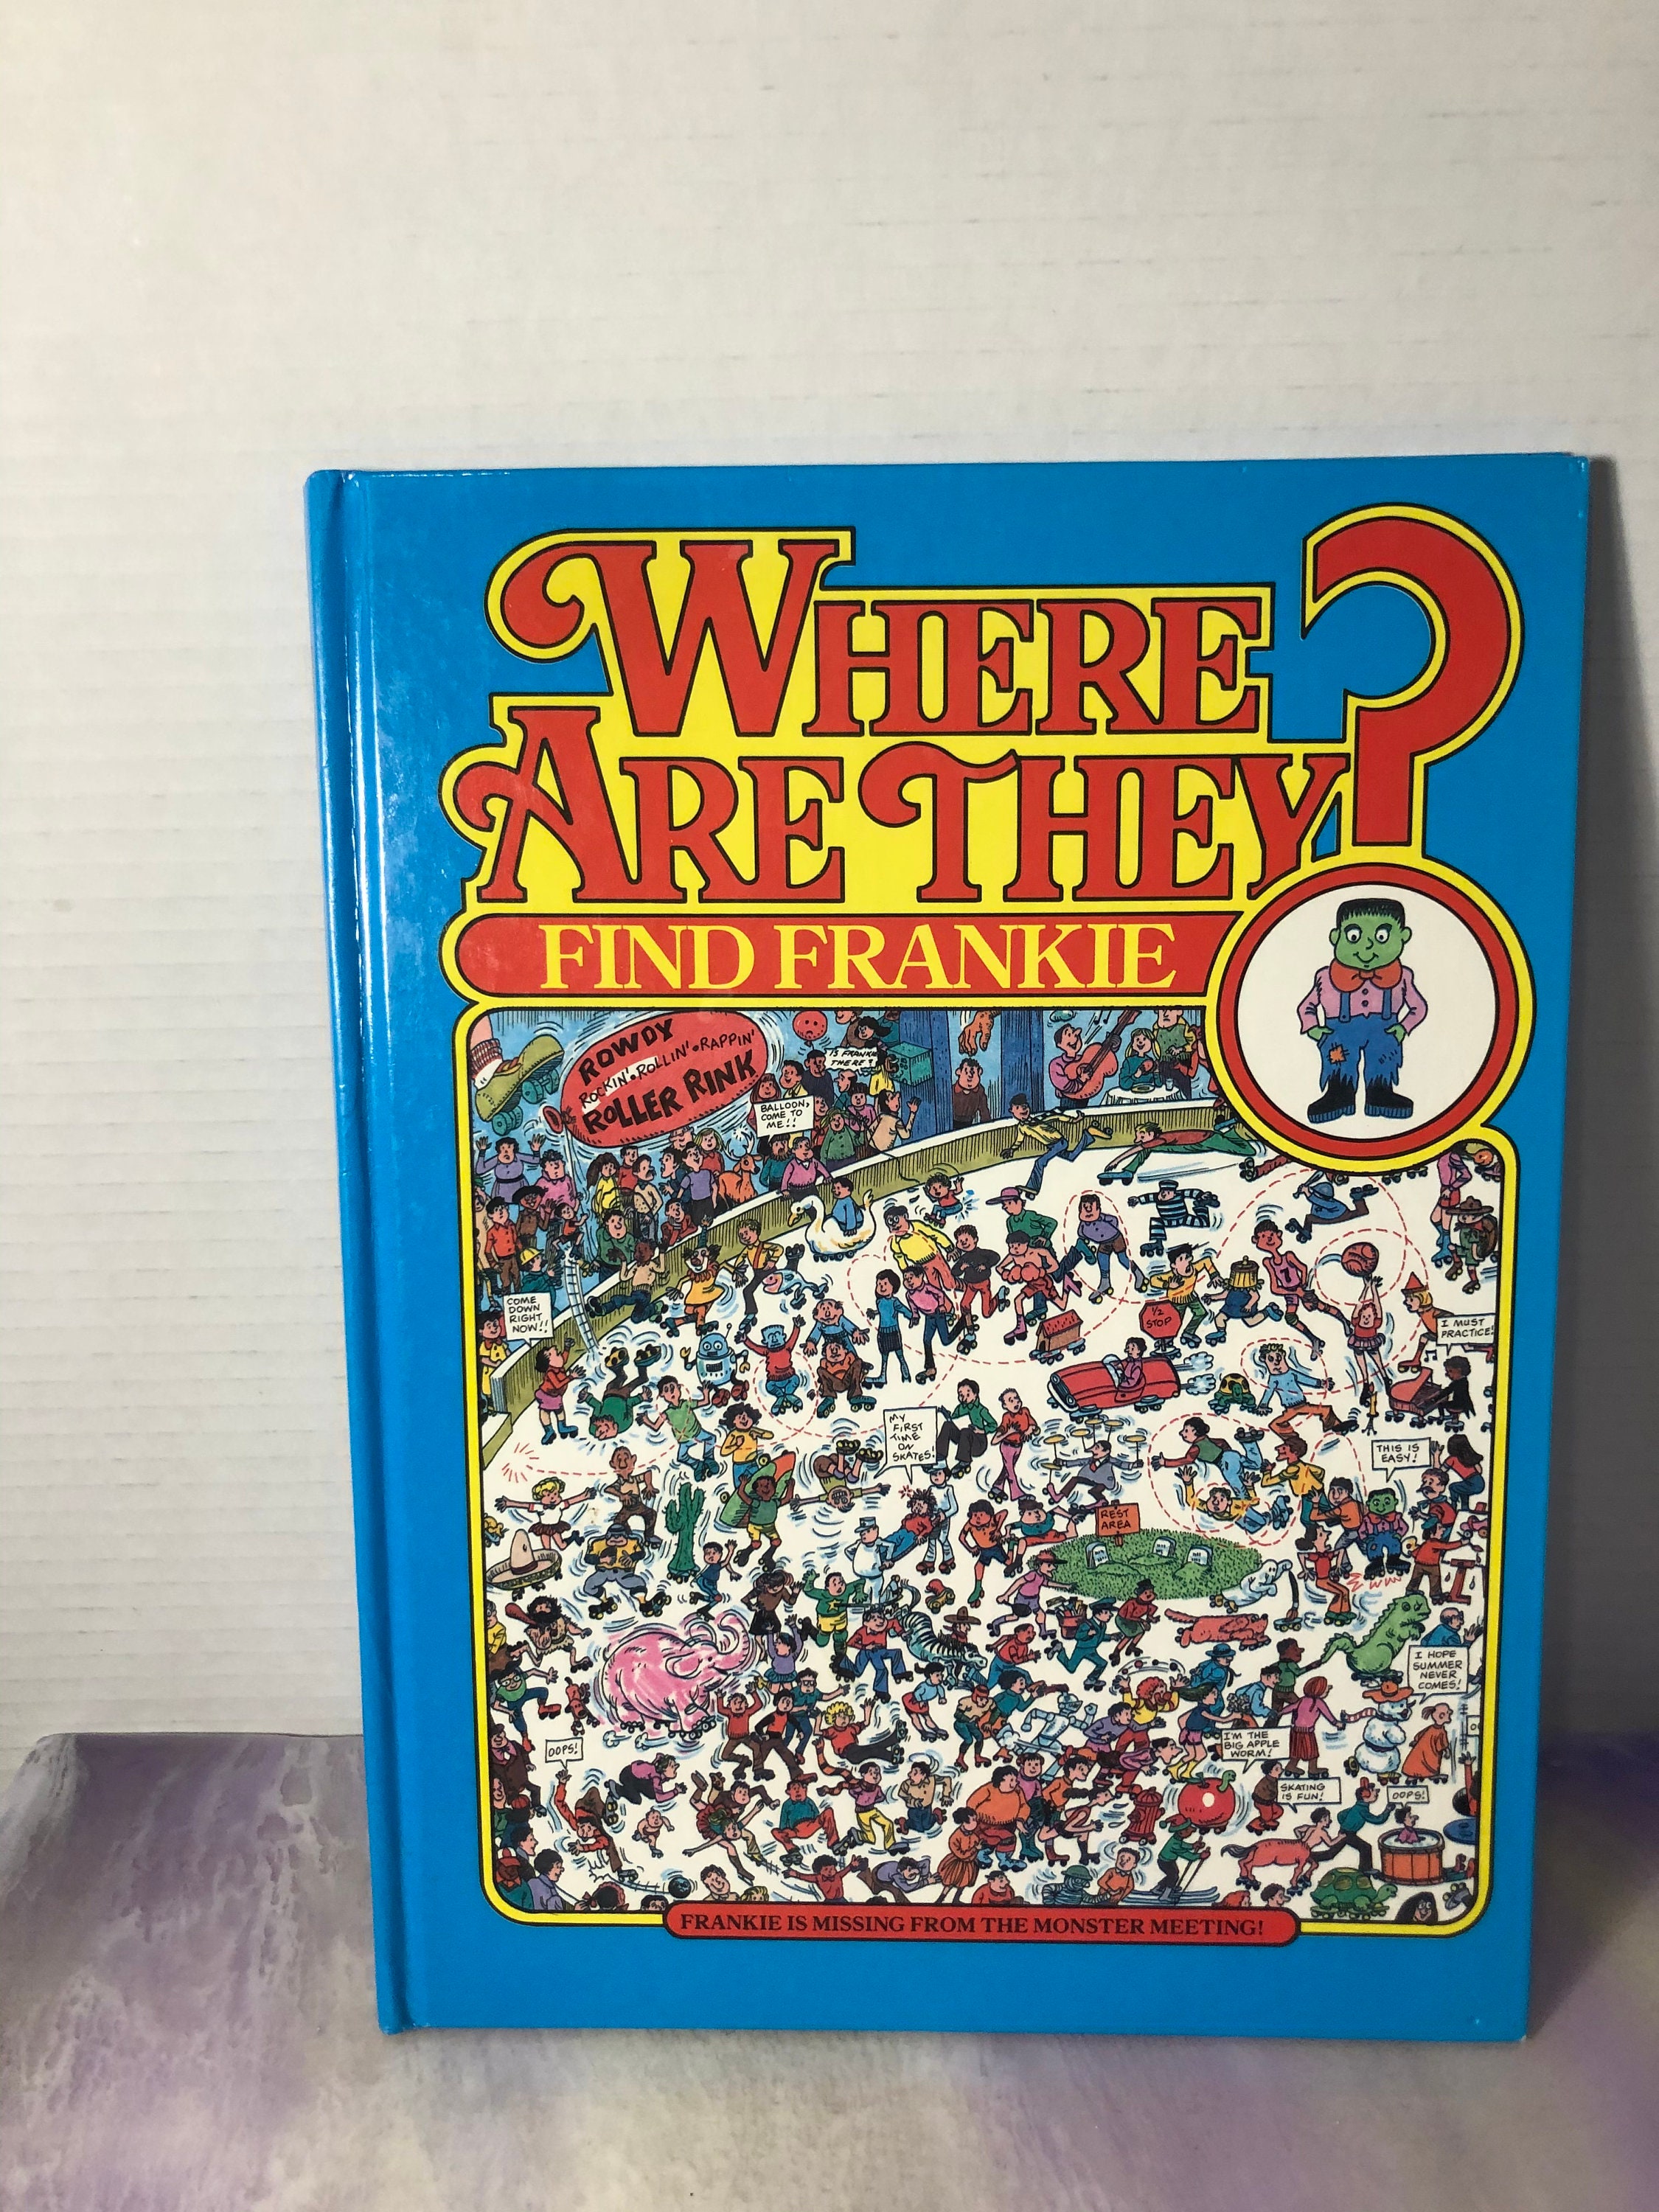 WHERE
ARE THEY?
FIND FRANKIE
ROWDY
ROCKIN'•ROLLIN'•RAPPIN'
ROLLER RINK
IS FRANKIE
THERE?
BALLOON,
COME TO
ME!!
COME
DOWN
RIGHT
NOW!!
1/2
STOP
I MUST
PRACTICE!
MY
FIRST
TIME
ON
SKATES!
THIS IS
EASY!
REST
AREA
I HOPE
SUMMER
NEVER
COMES!
OOPS!
I'M THE
BIG APPLE
WORM!
SKATING
IS FUN!
OOPS!
FRANKIE IS MISSING FROM THE MONSTER MEETING!